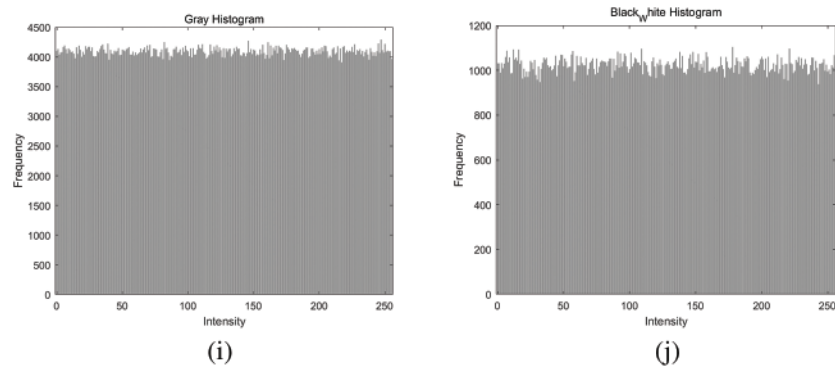 Gray Histogram
4500
4000
3500
3000
2500
2000
1500
1000
500
0
Frequency
0 50 100 150 200 250
Intensity
(i)
Black_White Histogram
1200
1000
800
600
400
200
0
Frequency
0 50 100 150 200 250
Intensity
(j)